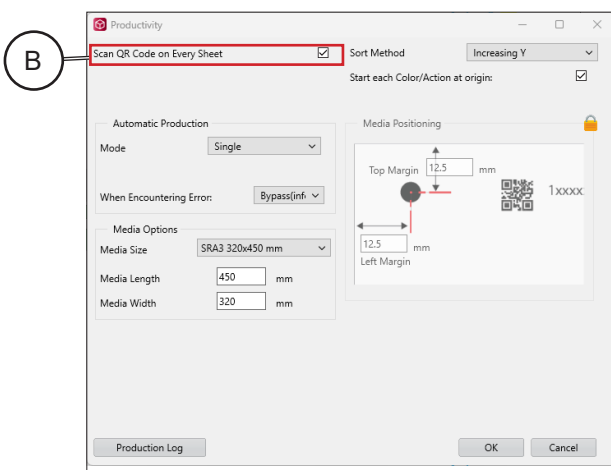 Productivity
B
Scan QR Code on Every Sheet
Sort Method Increasing Y
Start each Color/Action at origin:
Automatic Production
Mode Single
When Encountering Error: Bypass(inf
Media Options
Media Size SRA3 320x450 mm
Media Length 450 mm
Media Width 320 mm
Media Positioning
Top Margin 12.5 mm
1xxxx
12.5 mm
Left Margin
Production Log
OK
Cancel